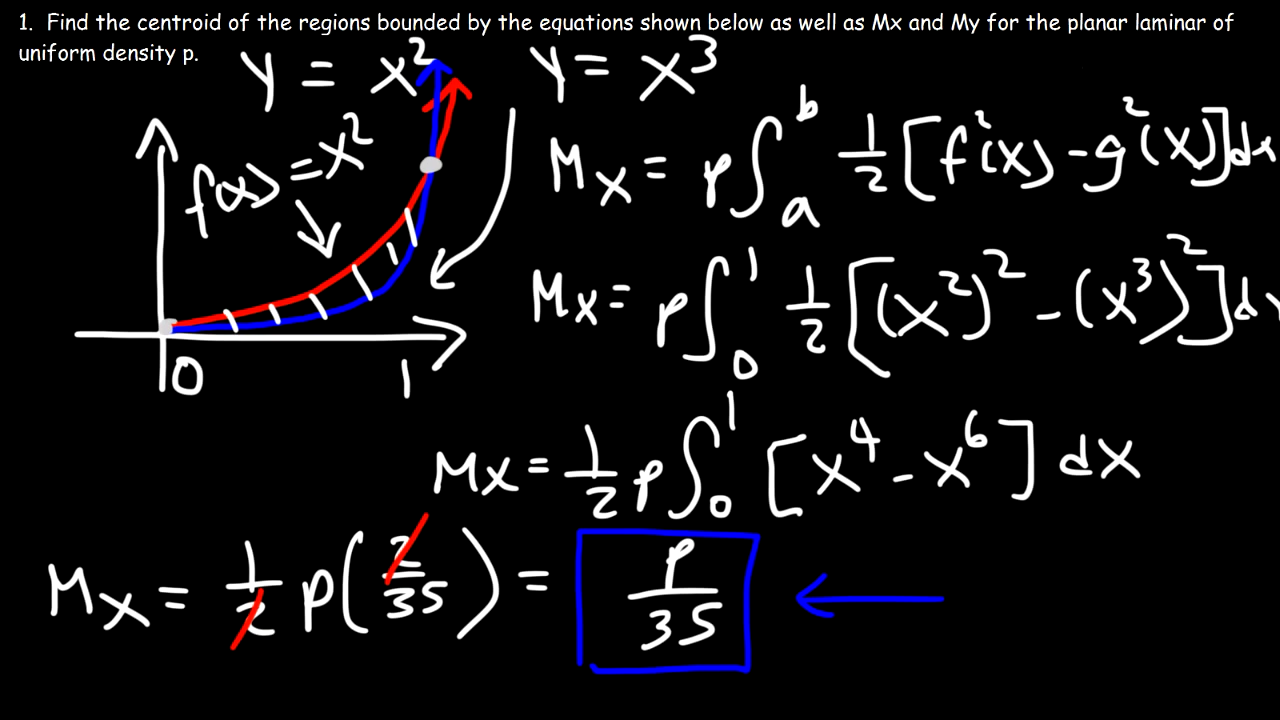 1. Find the centroid of the regions bounded by the equations shown below as well as Mx and My for the planar laminar of
uniform density p.
y = x² y = x³
f(x) = x²
Mx = p∫ₐᵇ 1/2 [f²(x) - g²(x)]dx
Mx = p∫₀¹ 1/2 [(x²)² - (x³)²]dx
0 1
Mx = 1/2 p∫₀¹ [x⁴ - x⁶] dx
Mx = 1/2 p(2/35) = p/35